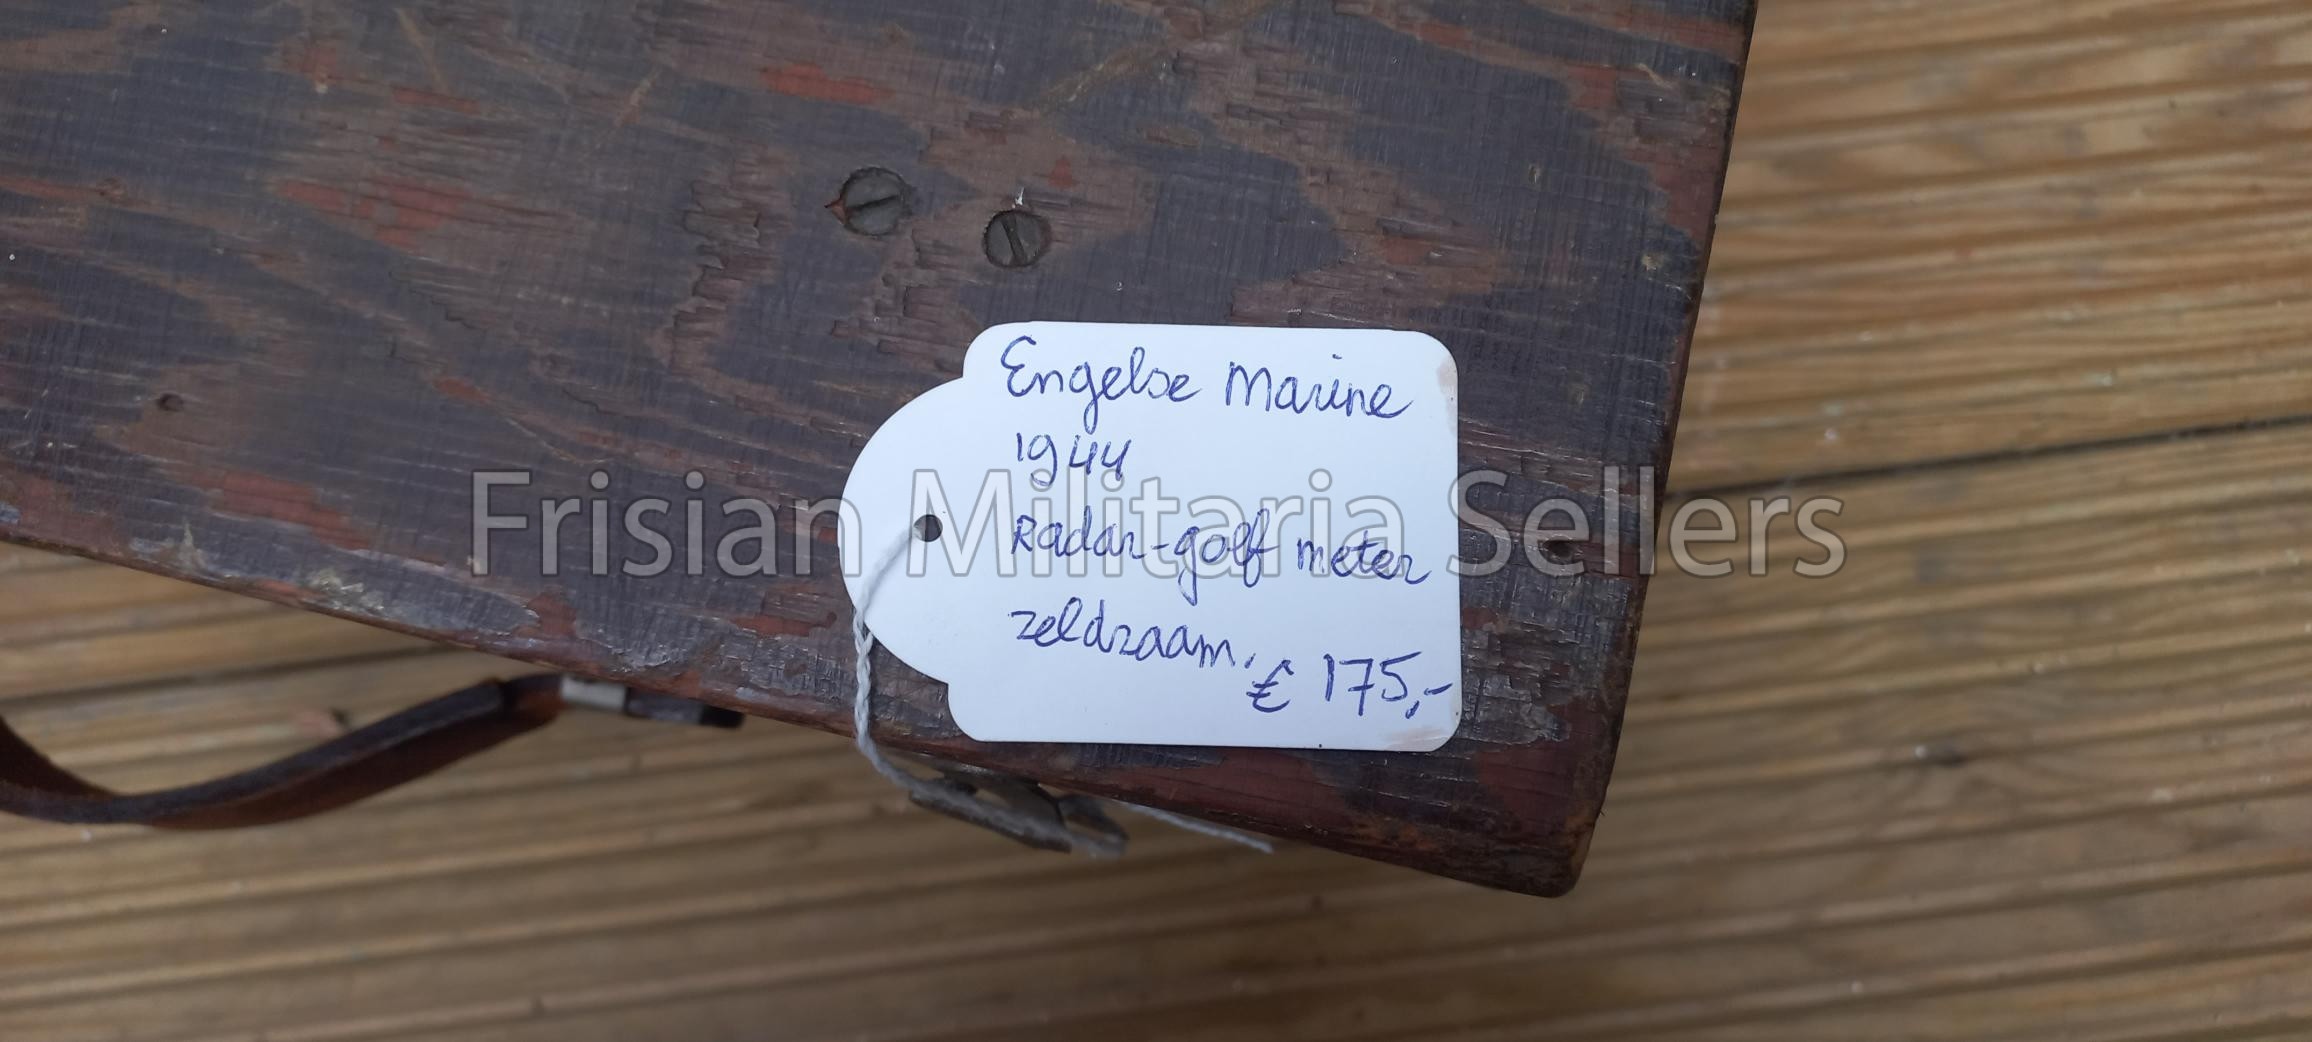 Engelse Marine
1944
Radar-golf meter
zeldzaam.
€ 175,-
Frisian Militaria Sellers